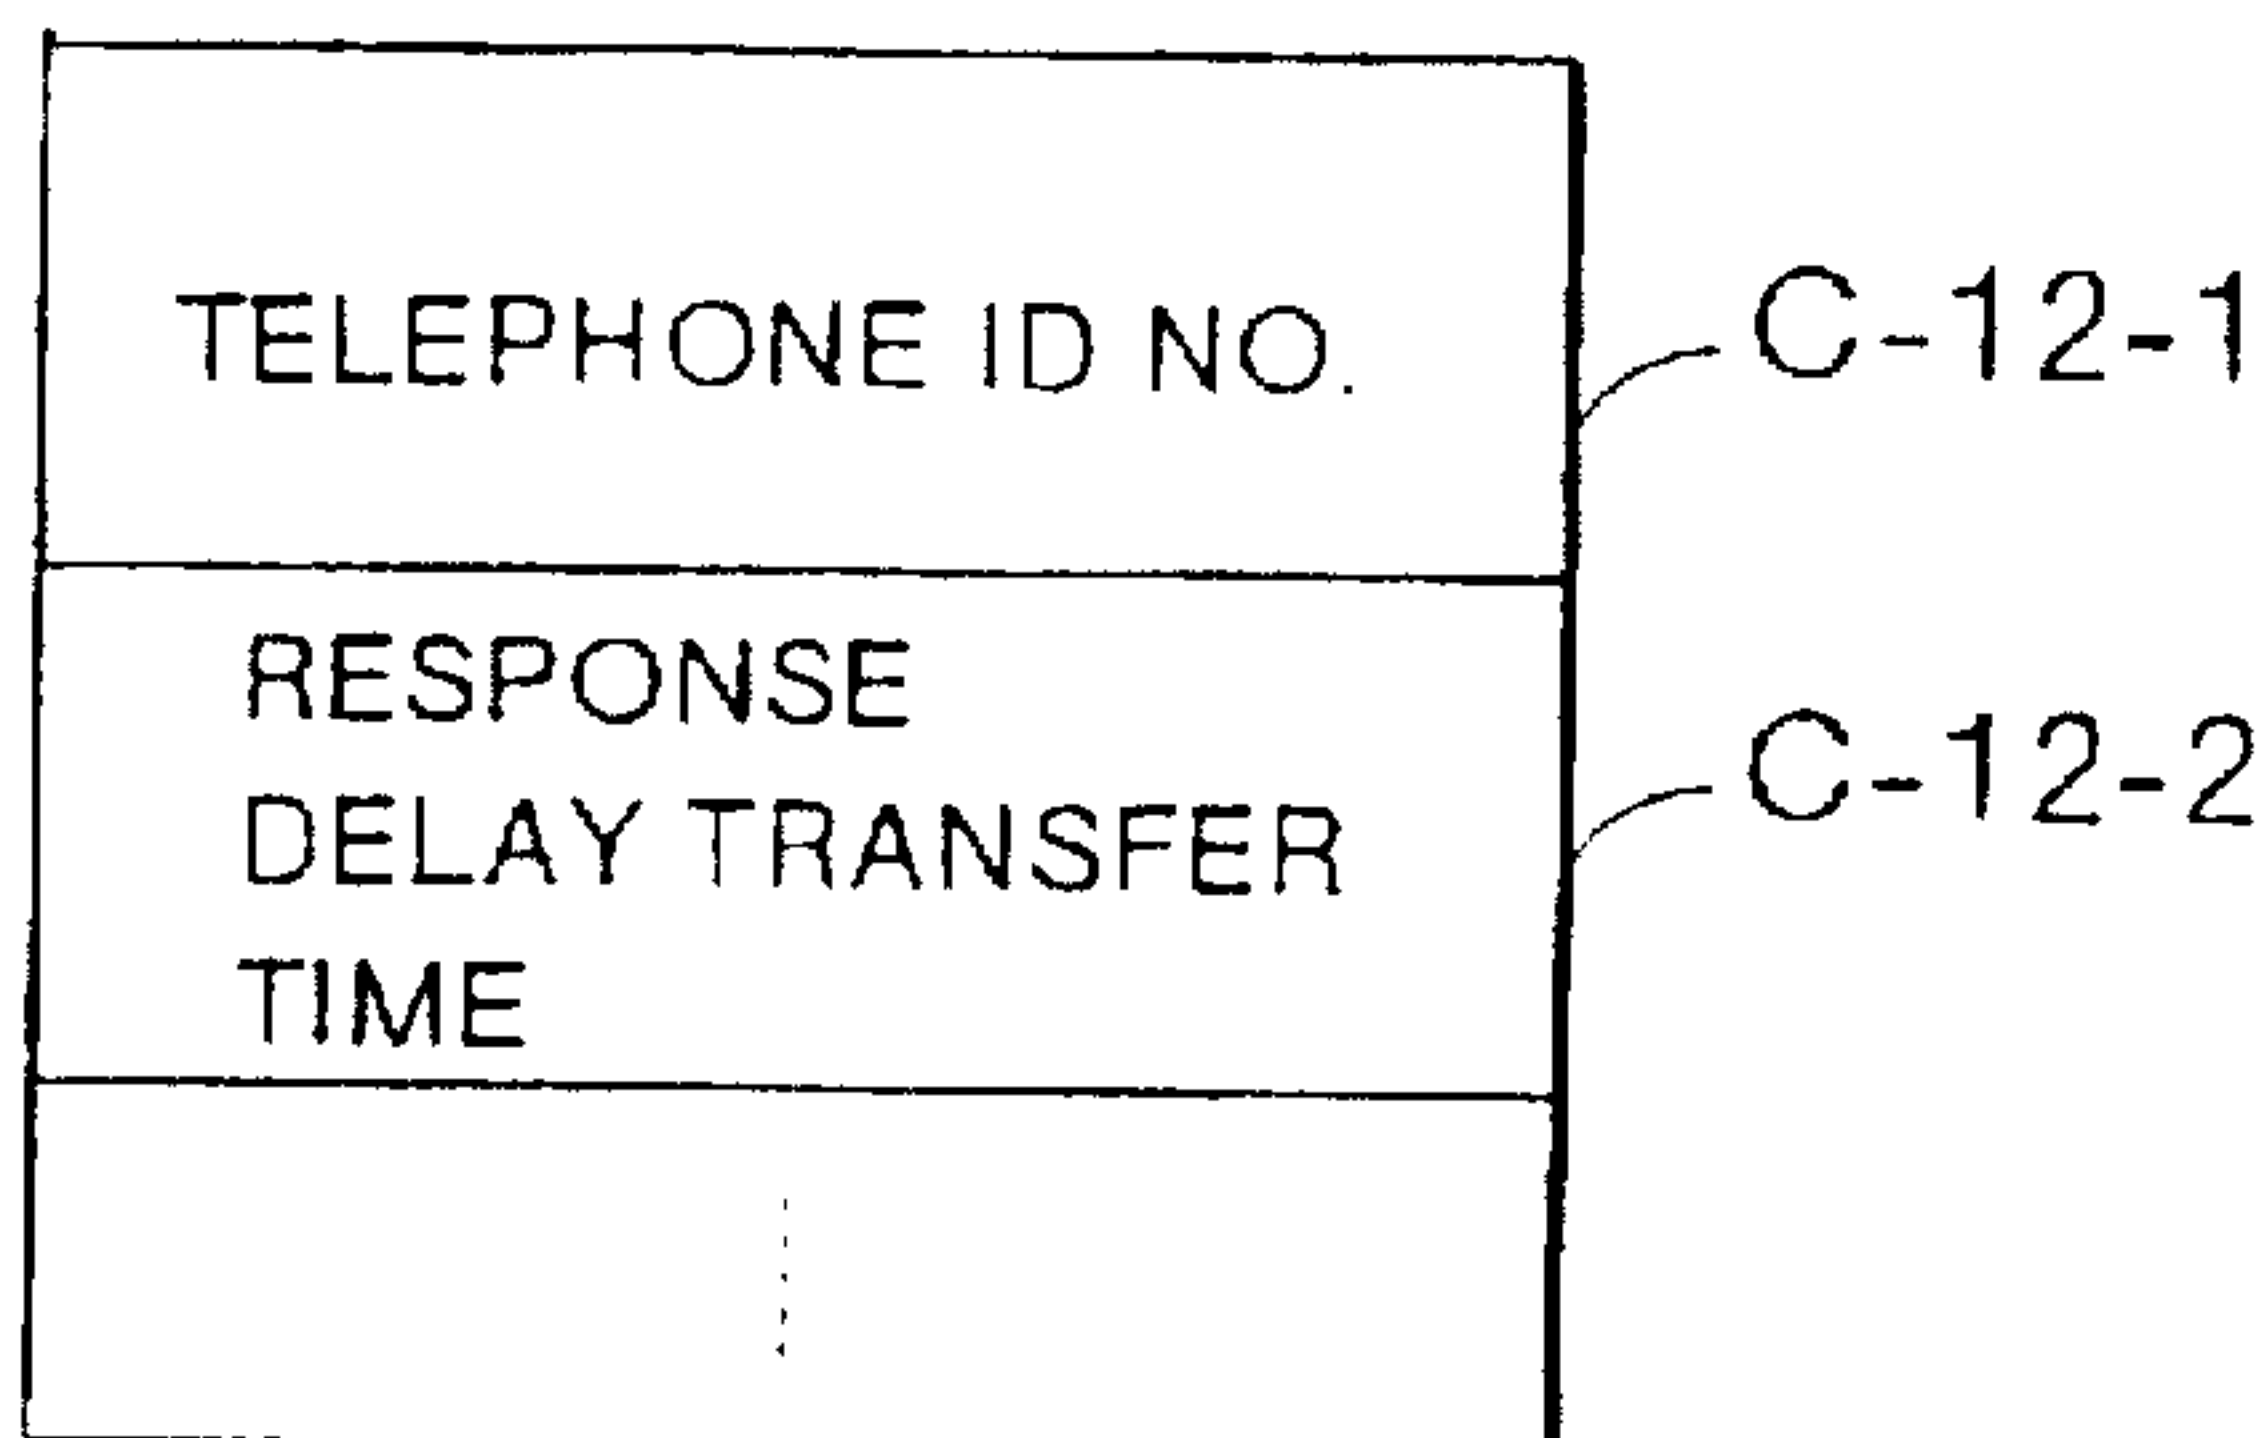 TELEPHONE ID NO.
C-12-1
RESPONSE
DELAY TRANSFER
TIME
C-12-2